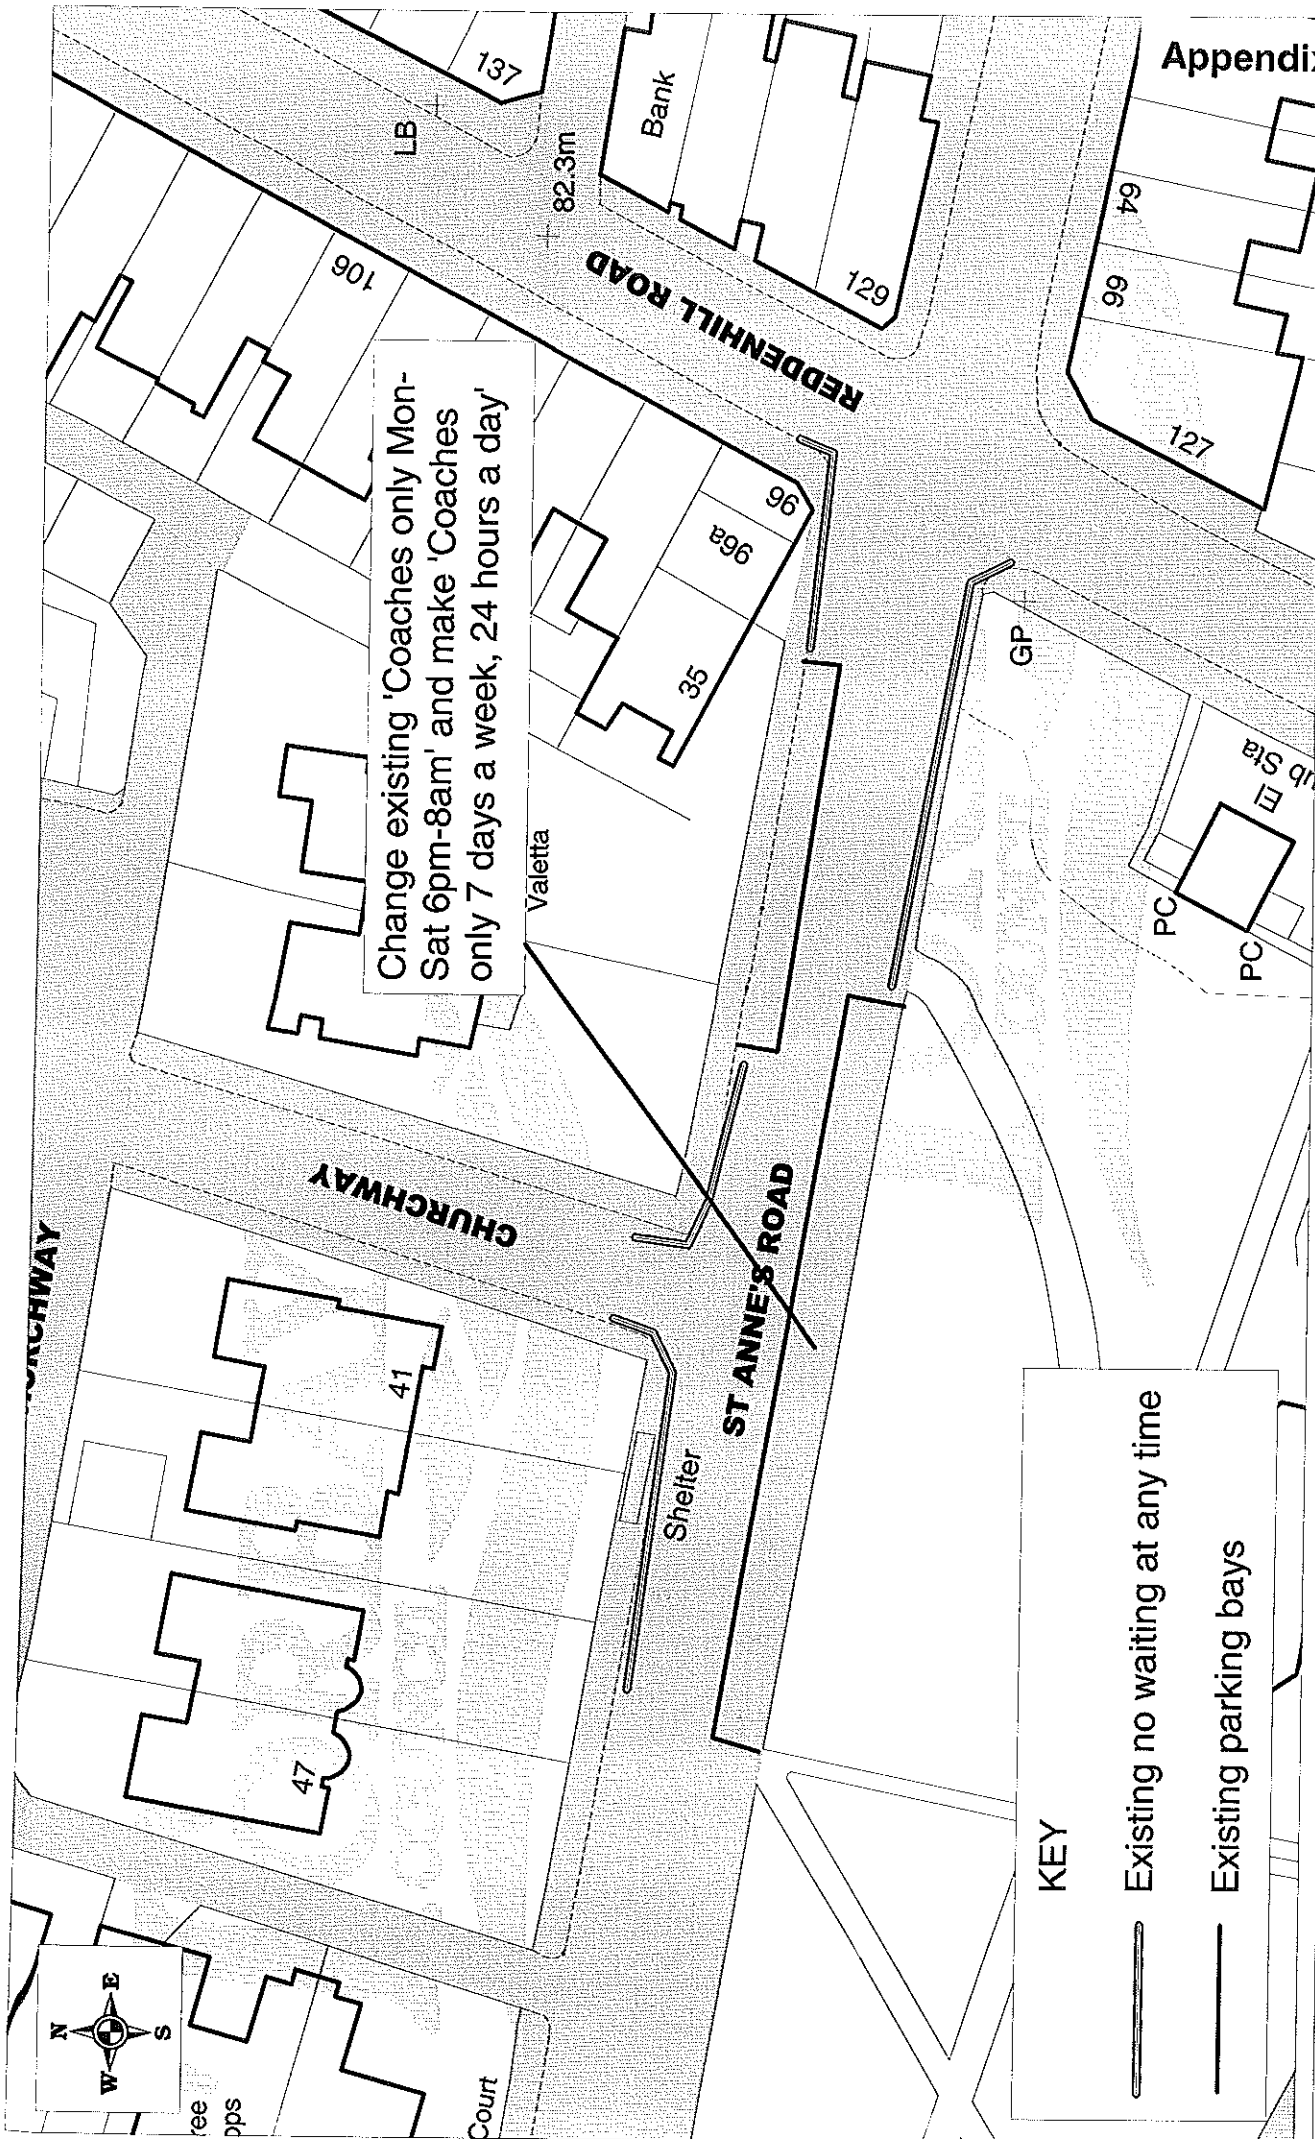 Appendix
137
LB
Bank
82.3m
106
REDDENHILL ROAD
129
64
66
127
96
96a
35
GP
El
Sta
PC
PC
Change existing 'Coaches only Mon-
Sat 6pm-8am' and make 'Coaches
only 7 days a week, 24 hours a day'
Valetta
CHURCHWAY
ST ANNE'S ROAD
41
Shelter
47
Court
N
W
E
S
KEY
Existing no waiting at any time
Existing parking bays